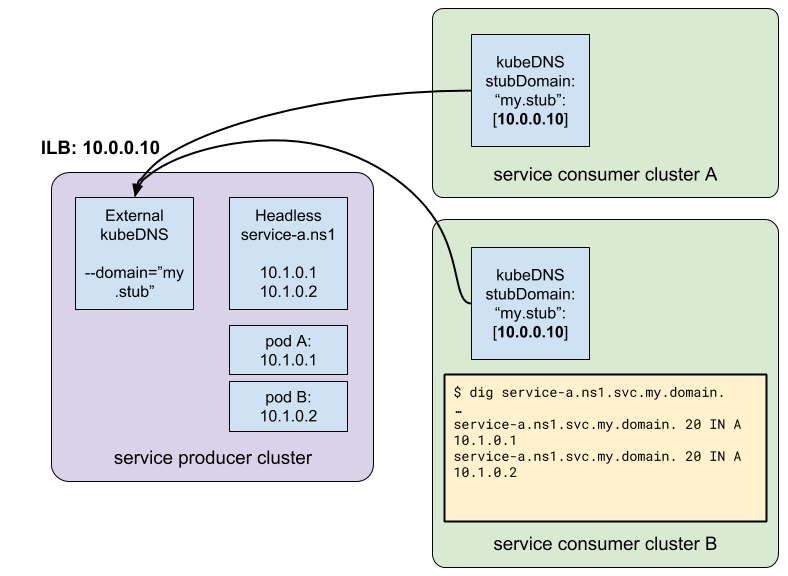 kubeDNS
stubDomain:
“my.stub”:
[10.0.0.10]
service consumer cluster A
ILB: 10.0.0.10
External
kubeDNS
--domain=”my
.stub”
Headless
service-a.ns1
10.1.0.1
10.1.0.2
pod A:
10.1.0.1
pod B:
10.1.0.2
service producer cluster
kubeDNS
stubDomain:
“my.stub”:
[10.0.0.10]
$ dig service-a.ns1.svc.my.domain.
…
service-a.ns1.svc.my.domain. 20 IN A
10.1.0.1
service-a.ns1.svc.my.domain. 20 IN A
10.1.0.2
service consumer cluster B